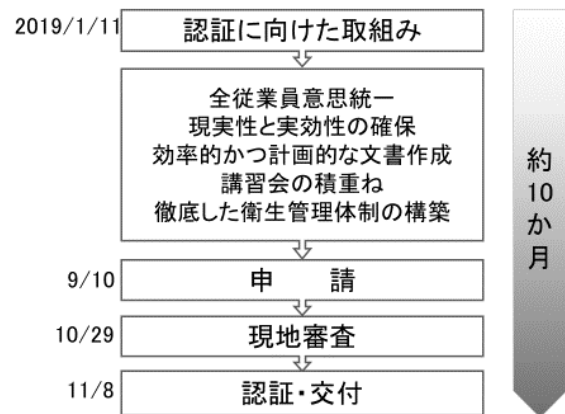 2019/1/11 認証に向けた取組み
全従業員意思統一
現実性と実効性の確保
効率的かつ計画的な文書作成
講習会の積重ね
徹底した衛生管理体制の構築
9/10 申　　請
10/29 現地審査
11/8 認証・交付
約10か月